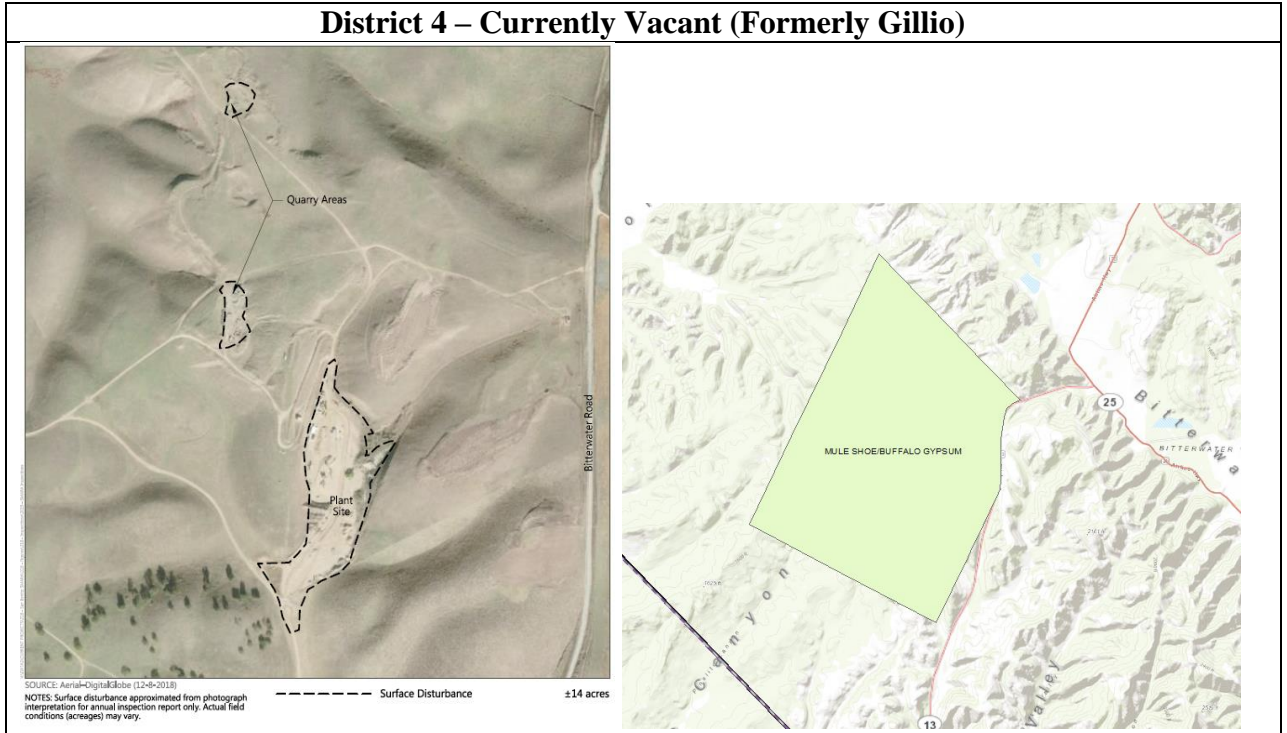 District 4 – Currently Vacant (Formerly Gillio)
Quarry Areas
Bitterwater Road
Plant
Site
SOURCE: Aerial–DigitalGlobe (12•8•2018)
NOTES: Surface disturbance approximated from photograph
interpretation for annual inspection report only. Actual field
conditions (acreages) may vary.
Surface Disturbance
±14 acres
MULE SHOE/BUFFALO GYPSUM
25
Bitterwa
BITTERWATER
Canyon
Valley
13